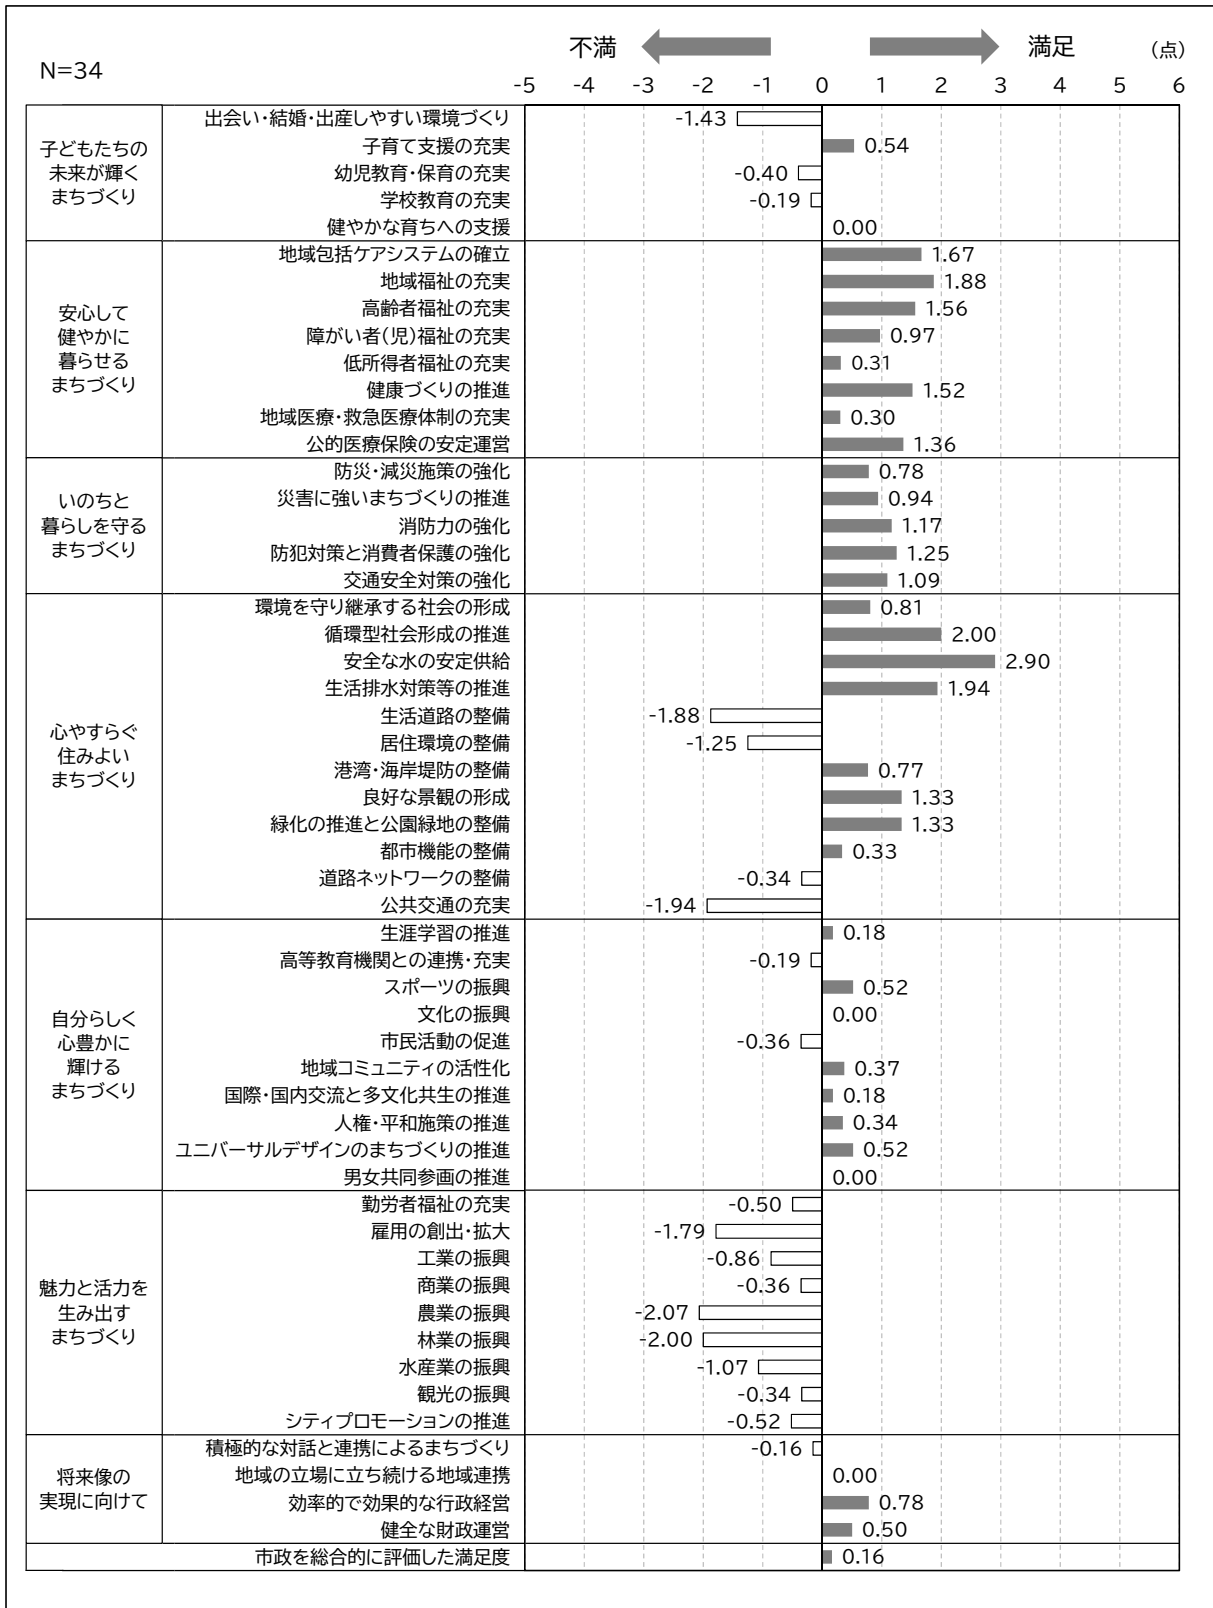 不満
満足
(点)
N=34
-5 -4 -3 -2 -1 0 1 2 3 4 5 6
子どもたちの
未来が輝く
まちづくり
出会い・結婚・出産しやすい環境づくり -1.43
子育て支援の充実 0.54
幼児教育・保育の充実 -0.40
学校教育の充実 -0.19
健やかな育ちへの支援 0.00
安心して
健やかに
暮らせる
まちづくり
地域包括ケアシステムの確立 1.67
地域福祉の充実 1.88
高齢者福祉の充実 1.56
障がい者(児)福祉の充実 0.97
低所得者福祉の充実 0.31
健康づくりの推進 1.52
地域医療・救急医療体制の充実 0.30
公的医療保険の安定運営 1.36
いのちと
暮らしを守る
まちづくり
防災・減災施策の強化 0.78
災害に強いまちづくりの推進 0.94
消防力の強化 1.17
防犯対策と消費者保護の強化 1.25
交通安全対策の強化 1.09
心やすらぐ
住みよい
まちづくり
環境を守り継承する社会の形成 0.81
循環型社会形成の推進 2.00
安全な水の安定供給 2.90
生活排水対策等の推進 1.94
生活道路の整備 -1.88
居住環境の整備 -1.25
港湾・海岸堤防の整備 0.77
良好な景観の形成 1.33
緑化の推進と公園緑地の整備 1.33
都市機能の整備 0.33
道路ネットワークの整備 -0.34
公共交通の充実 -1.94
自分らしく
心豊かに
輝ける
まちづくり
生涯学習の推進 0.18
高等教育機関との連携・充実 -0.19
スポーツの振興 0.52
文化の振興 0.00
市民活動の促進 -0.36
地域コミュニティの活性化 0.37
国際・国内交流と多文化共生の推進 0.18
人権・平和施策の推進 0.34
ユニバーサルデザインのまちづくりの推進 0.52
男女共同参画の推進 0.00
魅力と活力を
生み出す
まちづくり
勤労者福祉の充実 -0.50
雇用の創出・拡大 -1.79
工業の振興 -0.86
商業の振興 -0.36
農業の振興 -2.07
林業の振興 -2.00
水産業の振興 -1.07
観光の振興 -0.34
シティプロモーションの推進 -0.52
将来像の
実現に向けて
積極的な対話と連携によるまちづくり -0.16
地域の立場に立ち続ける地域連携 0.00
効率的で効果的な行政経営 0.78
健全な財政運営 0.50
市政を総合的に評価した満足度 0.16